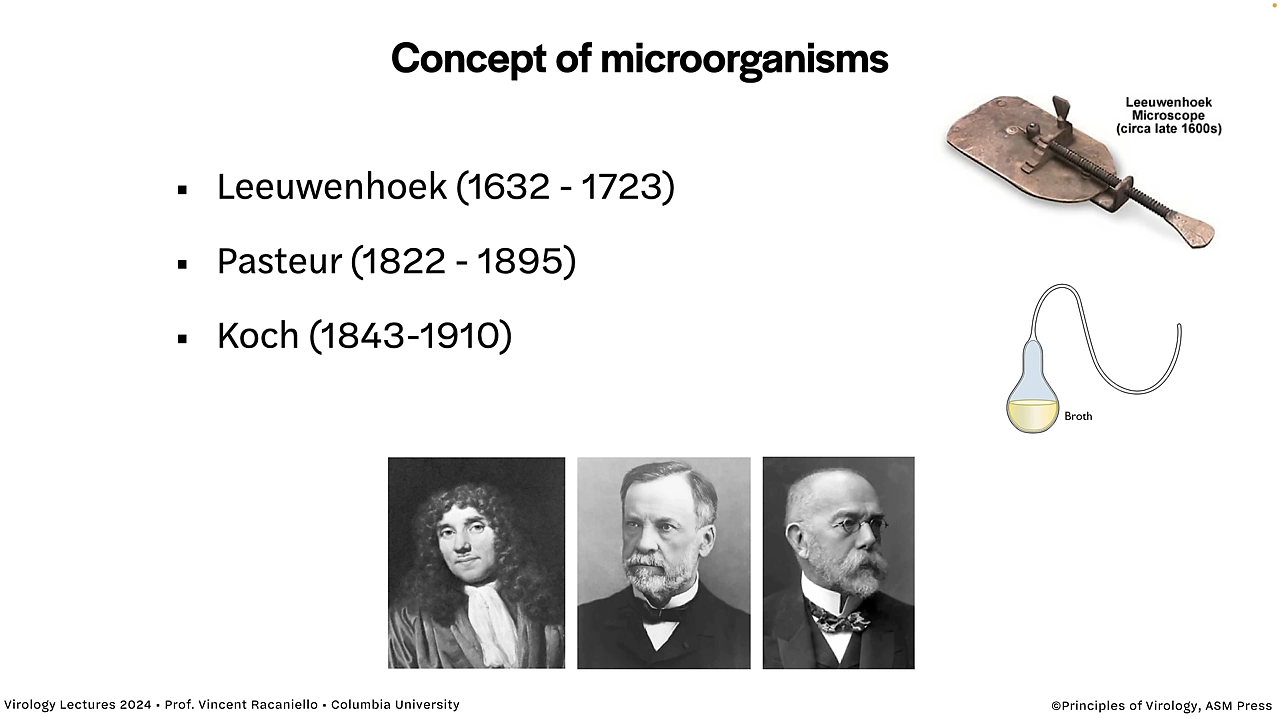 Concept of microorganisms
Leeuwenhoek
Microscope
(circa late 1600s)
▪ Leeuwenhoek (1632 - 1723)
▪ Pasteur (1822 - 1895)
▪ Koch (1843-1910)
Broth
Virology Lectures 2024 • Prof. Vincent Racaniello • Columbia University
©Principles of Virology, ASM Press